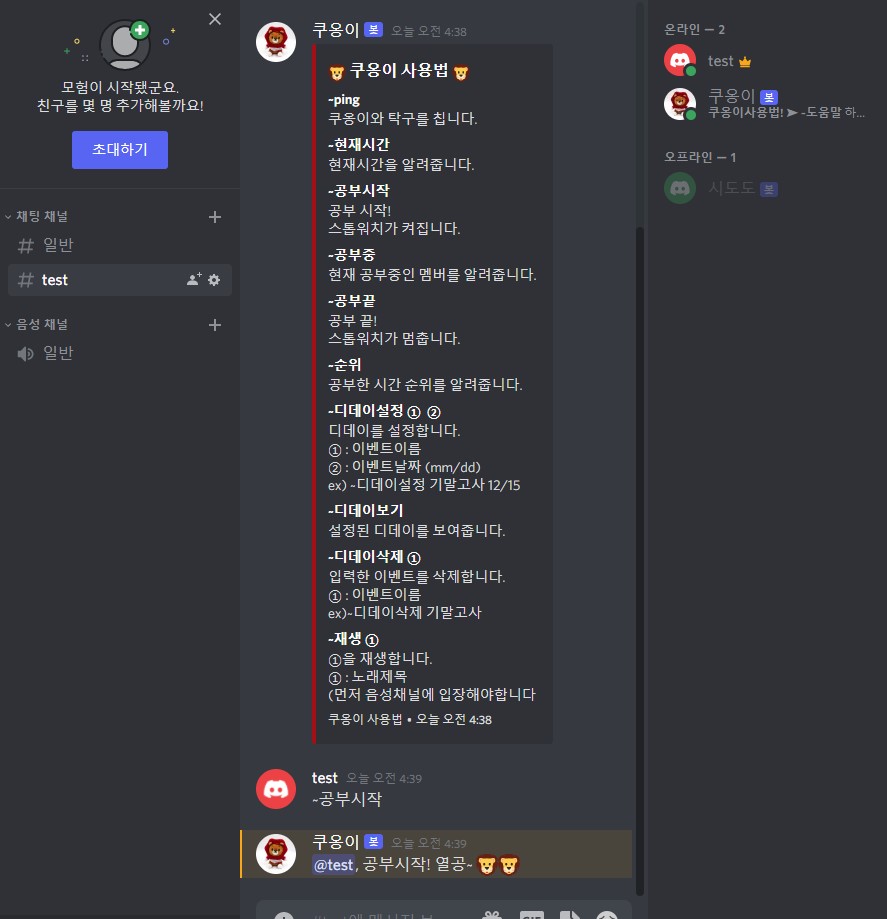 모험이 시작됐군요.
친구를 몇 명 추가해볼까요!
초대하기
채팅 채널
일반
test
음성 채널
일반
쿠옹이 봇 오늘 오전 4:38
쿠옹이 사용법
~ping
쿠옹이와 탁구를 칩니다.
~현재시간
현재시간을 알려줍니다.
~공부시작
공부 시작!
스톱워치가 켜집니다.
~공부중
현재 공부중인 멤버를 알려줍니다.
~공부끝
공부 끝!
스톱워치가 멈춥니다.
~순위
공부한 시간 순위를 알려줍니다.
~디데이설정 ① ②
디데이를 설정합니다.
① : 이벤트이름
② : 이벤트날짜 (mm/dd)
ex) ~디데이설정 기말고사 12/15
~디데이보기
설정된 디데이를 보여줍니다.
~디데이삭제 ①
입력한 이벤트를 삭제합니다.
① : 이벤트이름
ex)~디데이삭제 기말고사
~재생 ①
①을 재생합니다.
① : 노래제목
(먼저 음성채널에 입장해야합니다
쿠옹이 사용법 • 오늘 오전 4:38
test 오늘 오전 4:39
~공부시작
쿠옹이 봇 오늘 오전 4:39
@test, 공부시작! 열공~
온라인 — 2
test
쿠옹이 봇
쿠옹이사용법! ➤ ~도움말 하...
오프라인 — 1
시도도 봇